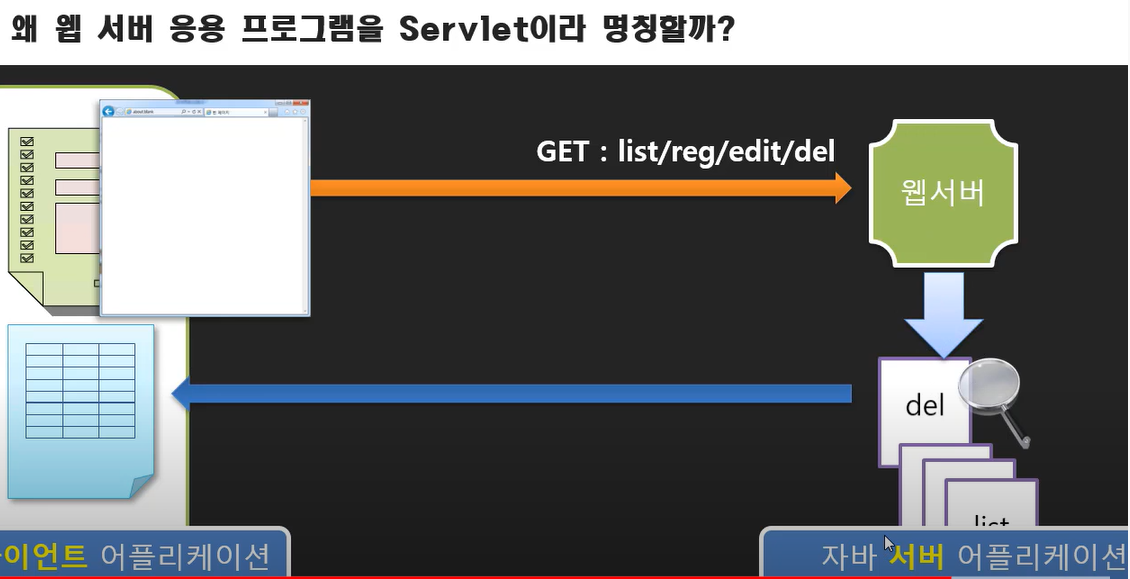 왜 웹 서버 응용 프로그램을 Servlet이라 명칭할까?
GET : list/reg/edit/del
웹서버
del
list
이언트 어플리케이션
자바 서버 어플리케이션